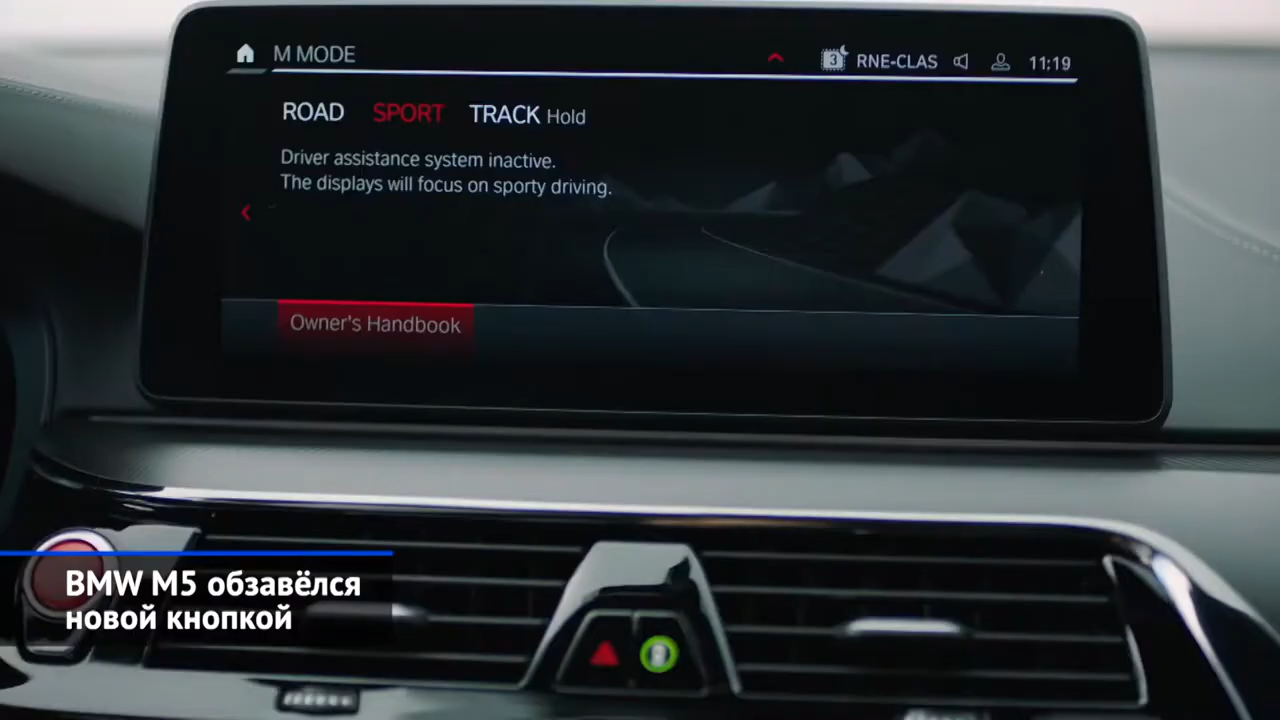 M MODE
3 RNE-CLAS 11:19
ROAD SPORT TRACK Hold
Driver assistance system inactive.
The displays will focus on sporty driving.
Owner's Handbook
BMW M5 обзавёлся
новой кнопкой